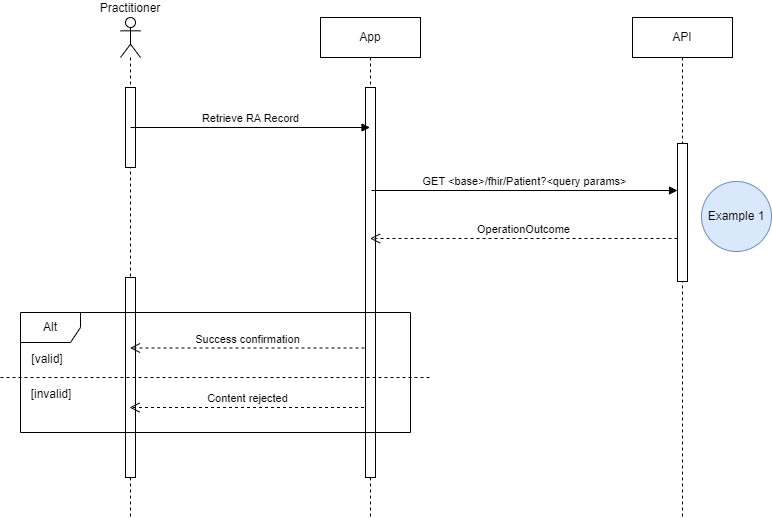 Practitioner
App
API
Retrieve RA Record
GET <base>/fhir/Patient?<query params>
Example 1
OperationOutcome
Alt
Success confirmation
[valid]
[invalid]
Content rejected